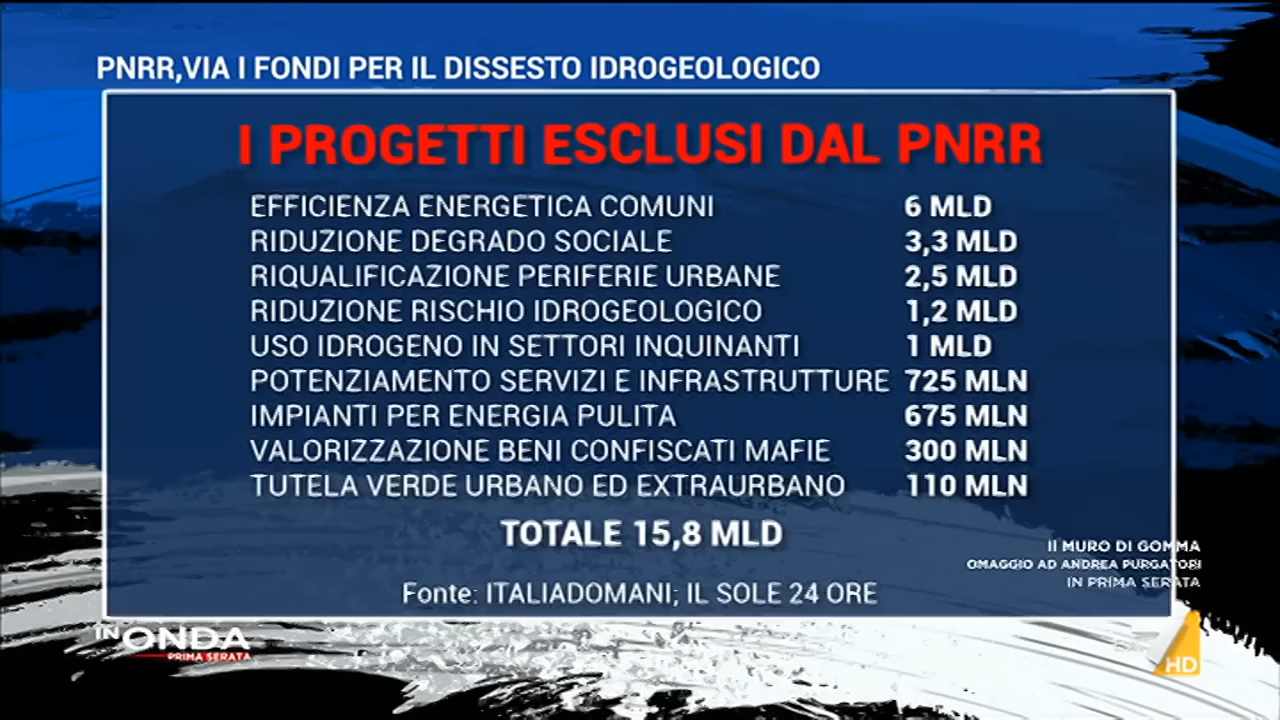 PNRR,VIA I FONDI PER IL DISSESTO IDROGEOLOGICO
I PROGETTI ESCLUSI DAL PNRR
EFFICIENZA ENERGETICA COMUNI 6 MLD
RIDUZIONE DEGRADO SOCIALE 3,3 MLD
RIQUALIFICAZIONE PERIFERIE URBANE 2,5 MLD
RIDUZIONE RISCHIO IDROGEOLOGICO 1,2 MLD
USO IDROGENO IN SETTORI INQUINANTI 1 MLD
POTENZIAMENTO SERVIZI E INFRASTRUTTURE 725 MLN
IMPIANTI PER ENERGIA PULITA 675 MLN
VALORIZZAZIONE BENI CONFISCATI MAFIE 300 MLN
TUTELA VERDE URBANO ED EXTRAURBANO 110 MLN
TOTALE 15,8 MLD
Il MURO DI GOMMA
OMAGGIO AD ANDREA PURGATORI
IN PRIMA SERATA
Fonte: ITALIADOMANI; IL SOLE 24 ORE
IN ONDA
PRIMA SERATA
HD